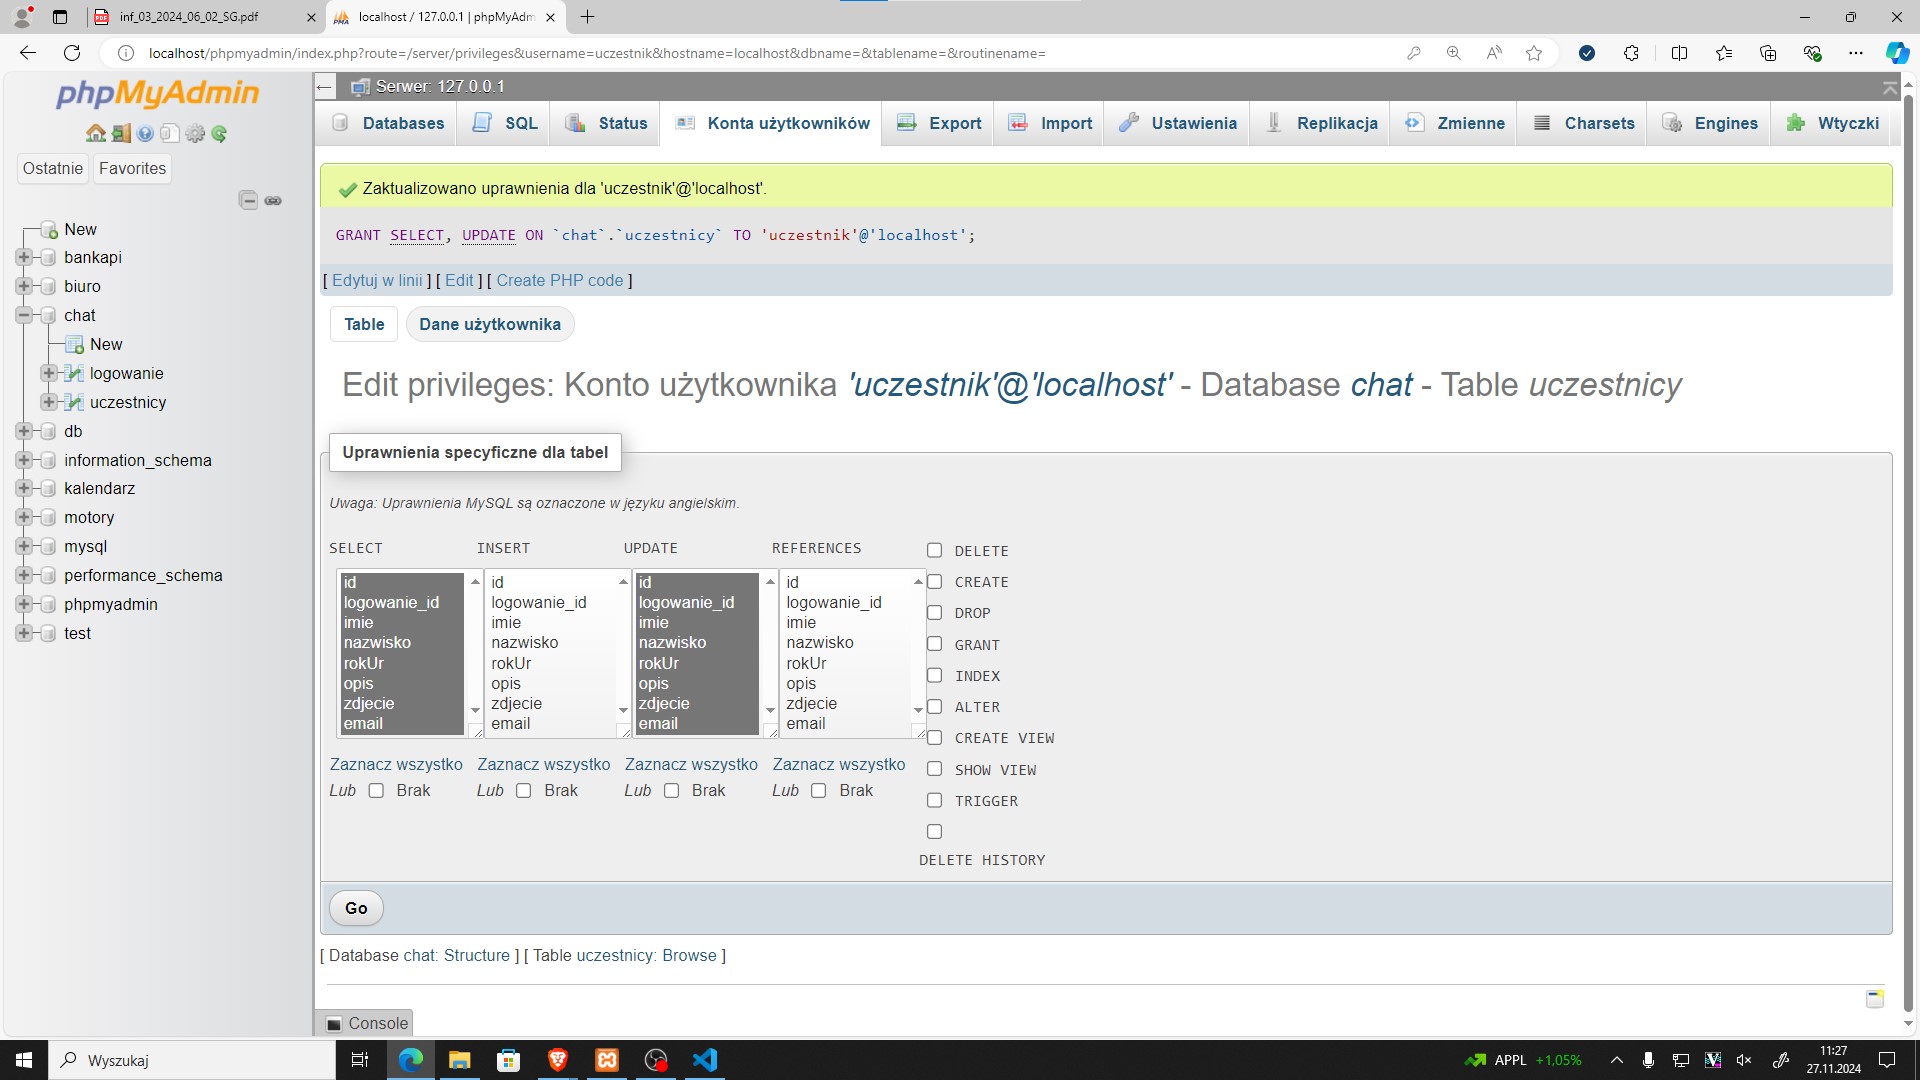 inf_03_2024_06_02_SG.pdf
localhost / 127.0.0.1 | phpMyAdm
localhost/phpmyadmin/index.php?route=/server/privileges&username=uczestnik&hostname=localhost&dbname=&tablename=&routinename=
phpMyAdmin
Ostatnie Favorites
New
bankapi
biuro
chat
New
logowanie
uczestnicy
db
information_schema
kalendarz
motory
mysql
performance_schema
phpmyadmin
test
Serwer: 127.0.0.1
Databases SQL Status Konta użytkowników Export Import Ustawienia Replikacja Zmienne Charsets Engines Wtyczki
Zaktualizowano uprawnienia dla 'uczestnik'@'localhost'.
GRANT SELECT, UPDATE ON `chat`.`uczestnicy` TO 'uczestnik'@'localhost';
[ Edytuj w linii ] [ Edit ] [ Create PHP code ]
Table Dane użytkownika
Edit privileges: Konto użytkownika 'uczestnik'@'localhost' - Database chat - Table uczestnicy
Uprawnienia specyficzne dla tabel
Uwaga: Uprawnienia MySQL są oznaczone w języku angielskim.
SELECT INSERT UPDATE REFERENCES
id id id id
logowanie_id logowanie_id logowanie_id logowanie_id
imie imie imie imie
nazwisko nazwisko nazwisko nazwisko
rokUr rokUr rokUr rokUr
opis opis opis opis
zdjecie zdjecie zdjecie zdjecie
email email email email
Zaznacz wszystko Zaznacz wszystko Zaznacz wszystko Zaznacz wszystko
Lub Brak Lub Brak Lub Brak Lub Brak
DELETE
CREATE
DROP
GRANT
INDEX
ALTER
CREATE VIEW
SHOW VIEW
TRIGGER
DELETE HISTORY
Go
[ Database chat: Structure ] [ Table uczestnicy: Browse ]
Console
Wyszukaj
APPL +1,05%
11:27
27.11.2024